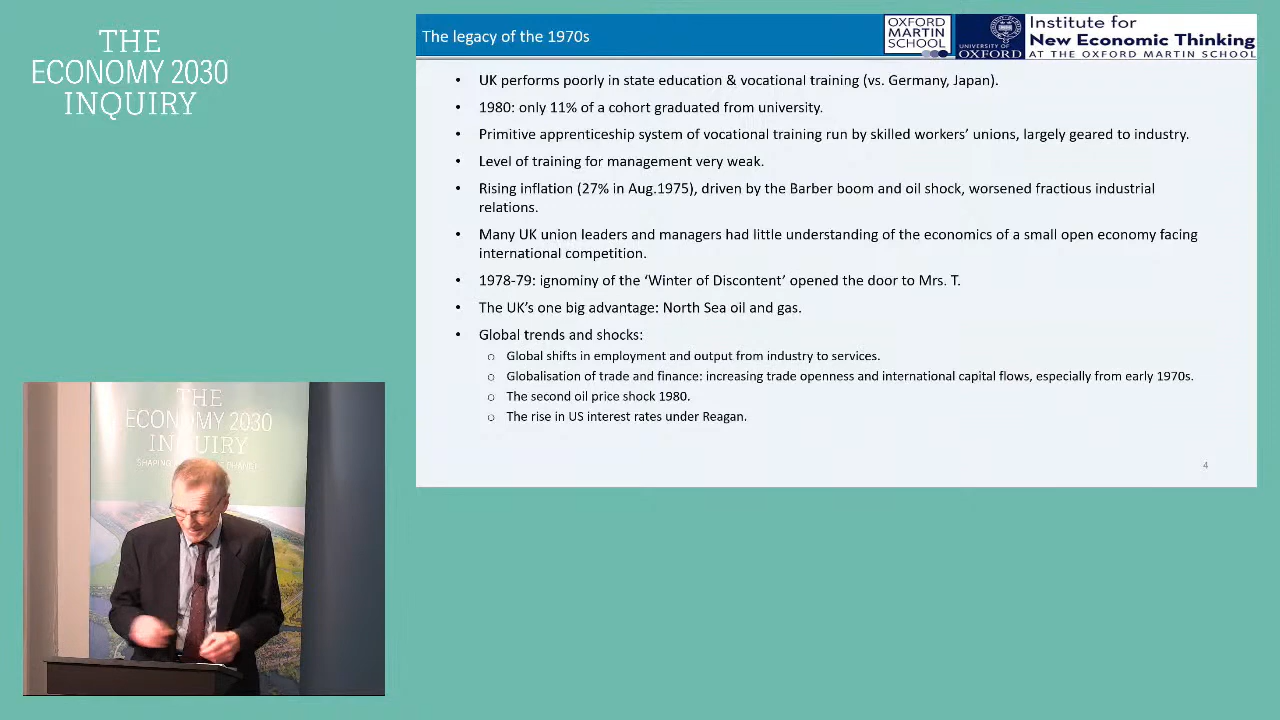 THE
ECONOMY 2030
INQUIRY
The legacy of the 1970s
OXFORD
MARTIN
SCHOOL
UNIVERSITY OF
OXFORD
Institute for
New Economic Thinking
AT THE OXFORD MARTIN SCHOOL
• UK performs poorly in state education & vocational training (vs. Germany, Japan).
• 1980: only 11% of a cohort graduated from university.
• Primitive apprenticeship system of vocational training run by skilled workers’ unions, largely geared to industry.
• Level of training for management very weak.
• Rising inflation (27% in Aug.1975), driven by the Barber boom and oil shock, worsened fractious industrial
relations.
• Many UK union leaders and managers had little understanding of the economics of a small open economy facing
international competition.
• 1978-79: ignominy of the ‘Winter of Discontent’ opened the door to Mrs. T.
• The UK’s one big advantage: North Sea oil and gas.
• Global trends and shocks:
o Global shifts in employment and output from industry to services.
o Globalisation of trade and finance: increasing trade openness and international capital flows, especially from early 1970s.
o The second oil price shock 1980.
o The rise in US interest rates under Reagan.
4
THE
ECONOMY 2030
INQUIRY
SHAPING